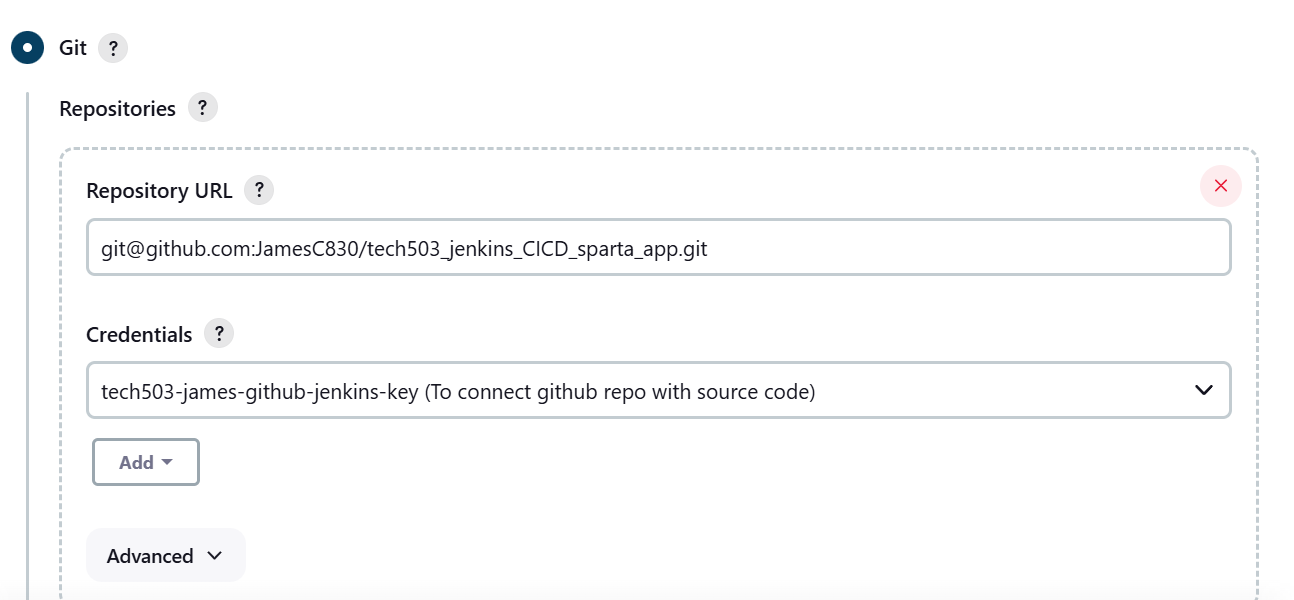 Git ?
Repositories ?
Repository URL ?
git@github.com:JamesC830/tech503_jenkins_CICD_sparta_app.git
Credentials ?
tech503-james-github-jenkins-key (To connect github repo with source code)
Add
Advanced